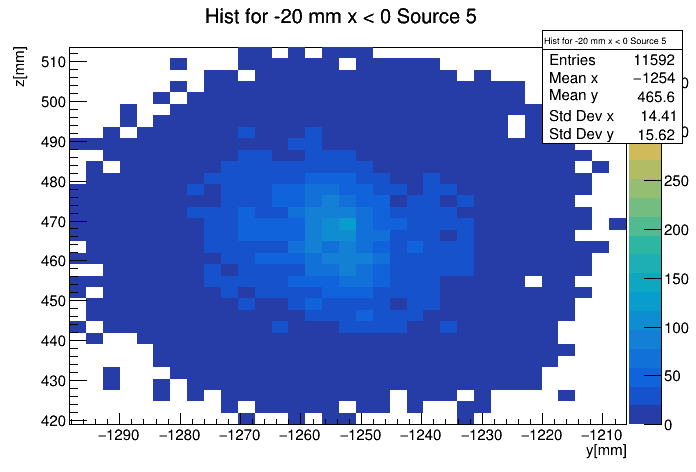 Hist for -20 mm x < 0 Source 5
Hist for -20 mm x < 0 Source 5
Entries 11592
Mean x −1254
Mean y 465.6
Std Dev x 14.41
Std Dev y 15.62
z[mm]
510
500
490
480
470
460
450
440
430
420
−1290 −1280 −1270 −1260 −1250 −1240 −1230 −1220 −1210
y[mm]
250
200
150
100
50
0